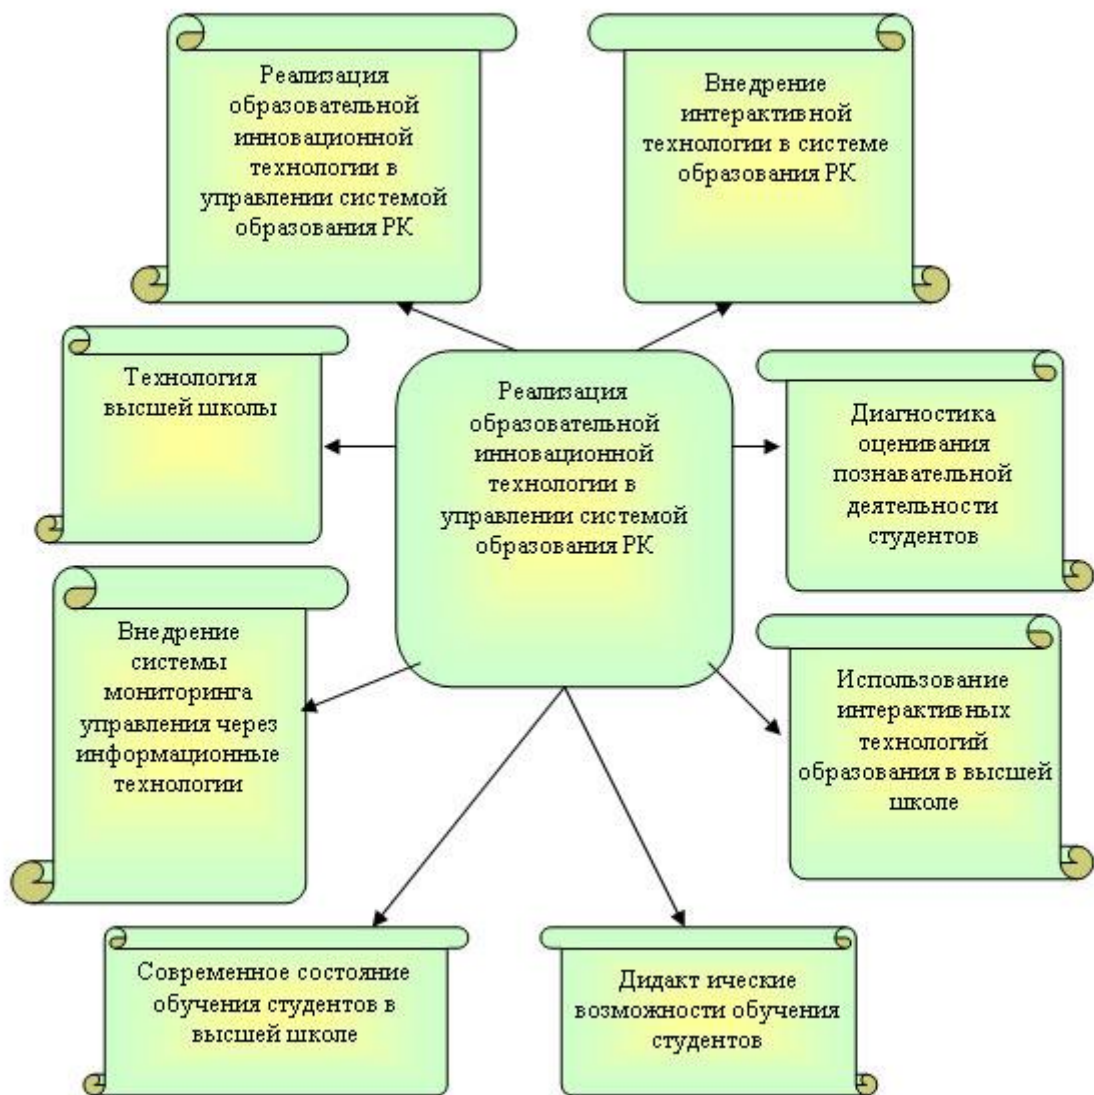 Реализация
образовательной
инновационной
технологии в
управлении системой
образования РК
Внедрение
интерактивной
технологии в системе
образования РК
Технология
высшей школы
Реализация
образовательной
инновационной
технологии в
управлении системой
образования РК
Диагностика
оценивания
познавательной
деятельности
студентов
Внедрение
системы
мониторинга
управления через
информационные
технологии
Использование
интерактивных
технологий
образования в высшей
школе
Современное состояние
обучения студентов в
высшей школе
Дидакт ические
возможности обучения
студентов